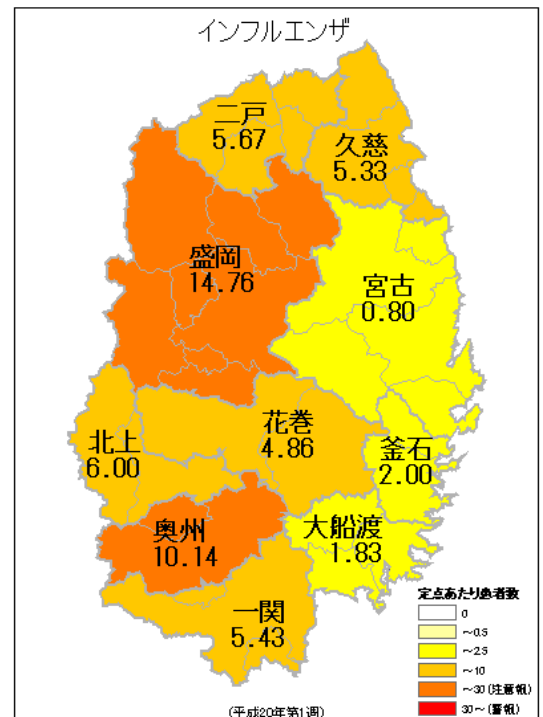 インフルエンザ
二戸
5.67
久慈
5.33
盛岡
14.76
宮古
0.80
花巻
4.86
北上
6.00
釜石
2.00
奥州
10.14
大船渡
1.83
一関
5.43
定点あたり患者数
0
～0.5
～2.5
～10
～30(注意報)
30～(警報)
(平成20年第1週)